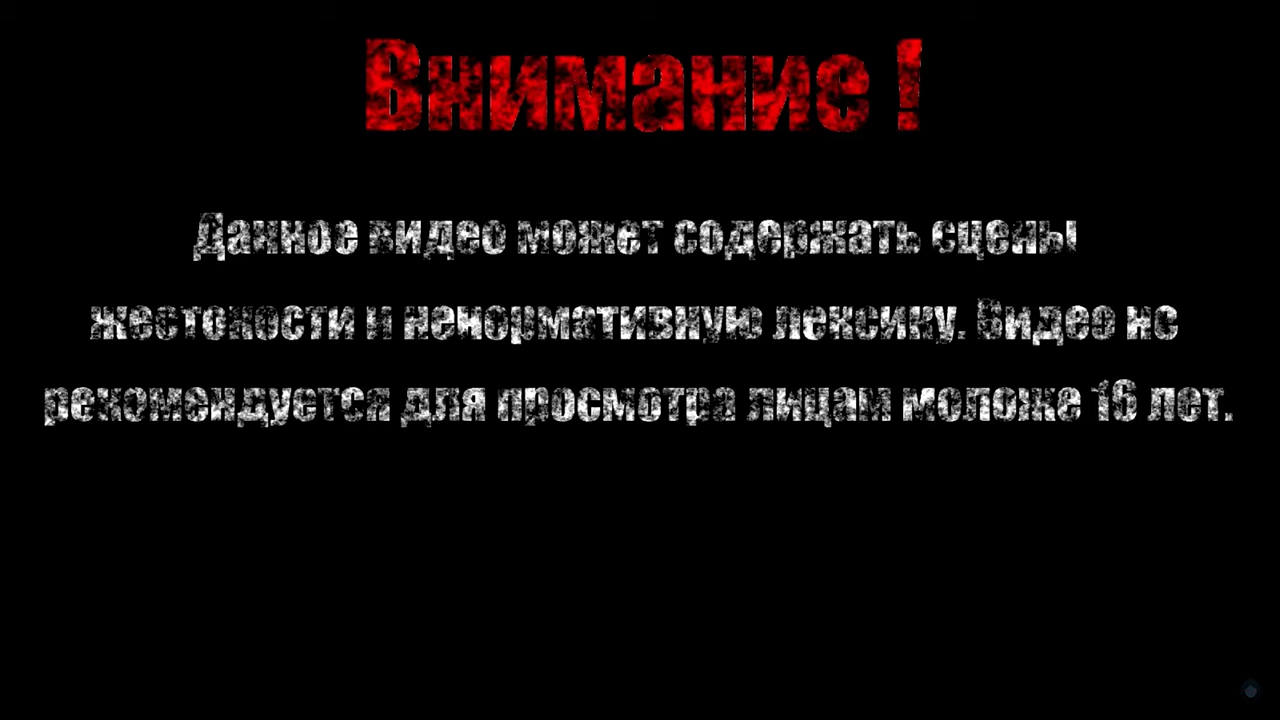 Внимание !
Данное видео может содержать сцены
жестокости и ненормативную лексику. Видео не
рекомендуется для просмотра лицам моложе 16 лет.